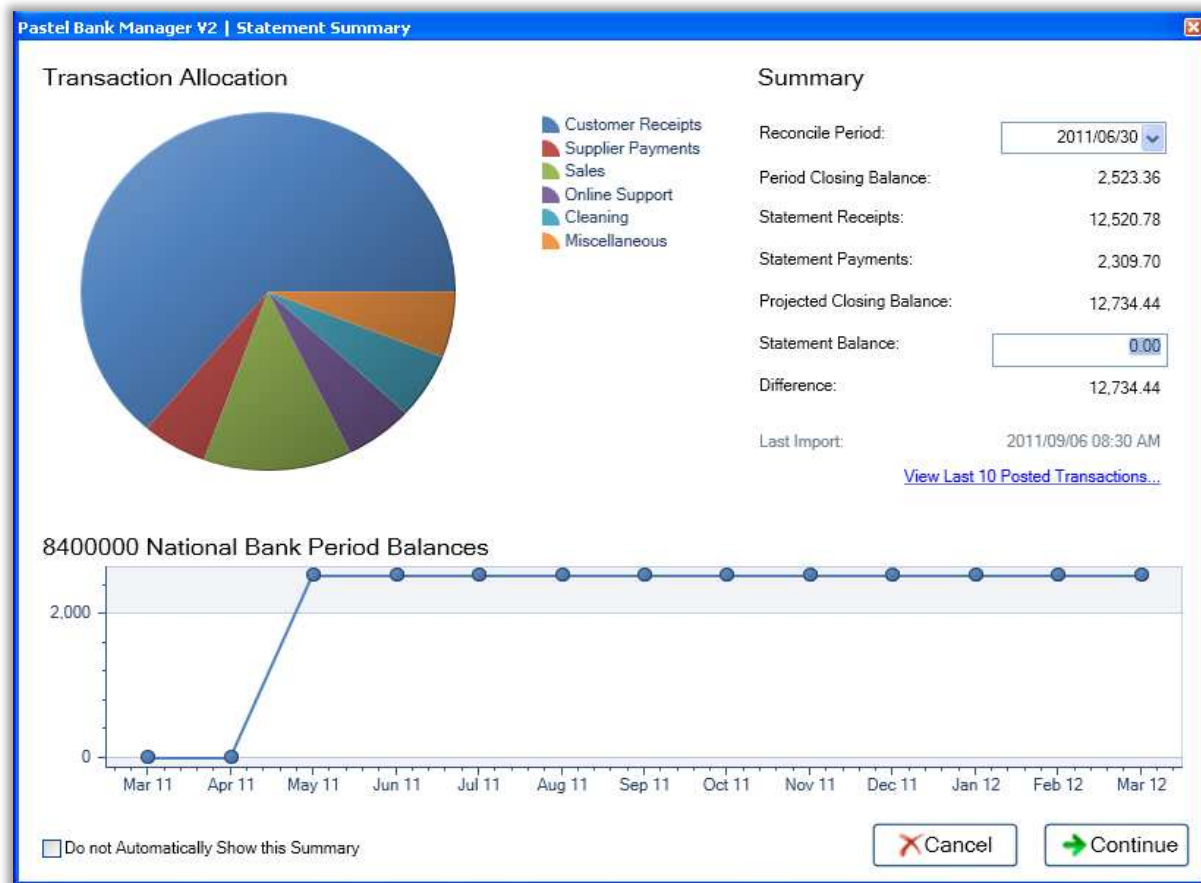 Pastel Bank Manager V2 | Statement Summary
Transaction Allocation
Customer Receipts
Supplier Payments
Sales
Online Support
Cleaning
Miscellaneous
Summary
Reconcile Period: 2011/06/30
Period Closing Balance: 2,523.36
Statement Receipts: 12,520.78
Statement Payments: 2,309.70
Projected Closing Balance: 12,734.44
Statement Balance: 0.00
Difference: 12,734.44
Last Import: 2011/09/06 08:30 AM
View Last 10 Posted Transactions...
8400000 National Bank Period Balances
2,000
0
Mar 11 Apr 11 May 11 Jun 11 Jul 11 Aug 11 Sep 11 Oct 11 Nov 11 Dec 11 Jan 12 Feb 12 Mar 12
Do not Automatically Show this Summary
Cancel
Continue